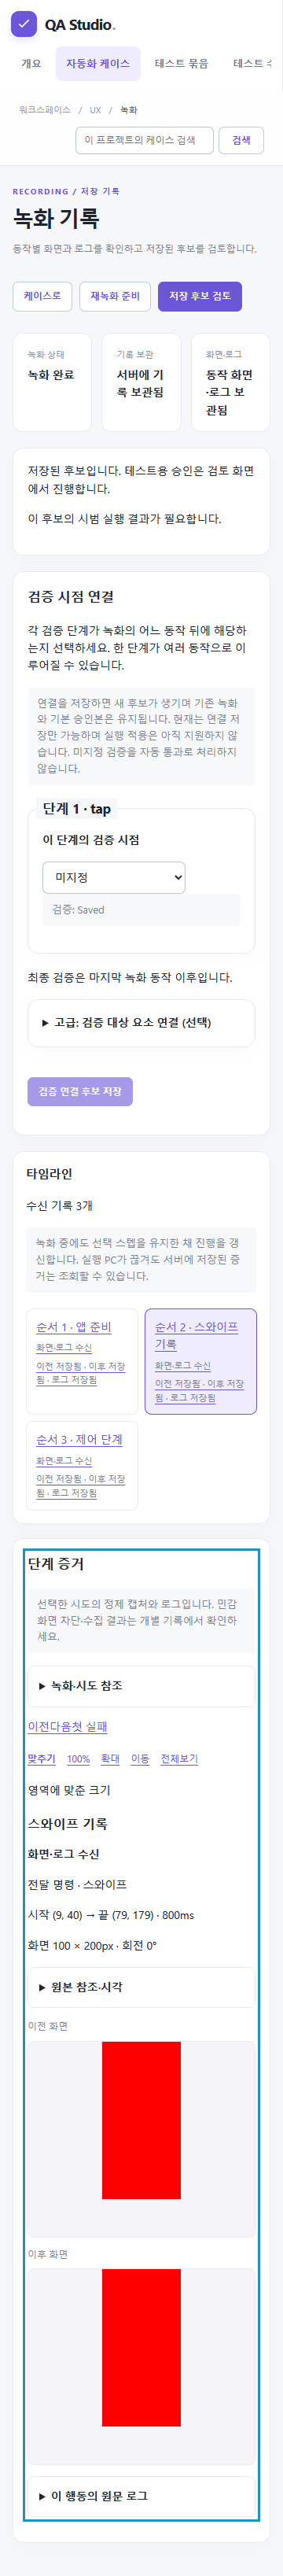 QA Studio.
개요
자동화 케이스
테스트 묶음
테스트
워크스페이스 / UX / 녹화
이 프로젝트의 케이스 검색
검색
RECORDING / 저장 기록
녹화 기록
동작별 화면과 로그를 확인하고 저장된 후보를 검토합니다.
케이스로
재녹화 준비
저장 후보 검토
녹화 상태
녹화 완료
기록 보관
서버에 기
록 보관됨
화면·로그
동작 화면
·로그 보
관됨
저장된 후보입니다. 테스트용 승인은 검토 화면
에서 진행합니다.
이 후보의 시범 실행 결과가 필요합니다.
검증 시점 연결
각 검증 단계가 녹화의 어느 동작 뒤에 해당하
는지 선택하세요. 한 단계가 여러 동작으로 이
루어질 수 있습니다.
연결을 저장하면 새 후보가 생기며 기존 녹화
와 기본 승인본은 유지됩니다. 현재는 연결 저
장만 가능하며 실행 적용은 아직 지원하지 않
습니다. 미지정 검증을 자동 통과로 처리하지
않습니다.
단계 1 · tap
이 단계의 검증 시점
미지정
검증: Saved
최종 검증은 마지막 녹화 동작 이후입니다.
▶ 고급: 검증 대상 요소 연결 (선택)
검증 연결 후보 저장
타임라인
수신 기록 3개
녹화 중에도 선택 스텝을 유지한 채 진행을 갱
신합니다. 실행 PC가 끊겨도 서버에 저장된 증
거는 조회할 수 있습니다.
순서 1 · 앱 준비
화면·로그 수신
이전 저장됨 · 이후 저장
됨 · 로그 저장됨
순서 2 · 스와이프
기록
화면·로그 수신
이전 저장됨 · 이후 저장
됨 · 로그 저장됨
순서 3 · 제어 단계
화면·로그 수신
이전 저장됨 · 이후 저장
됨 · 로그 저장됨
단계 증거
선택한 시도의 정제 캡처와 로그입니다. 민감
화면 차단·수집 결과는 개별 기록에서 확인하
세요.
▶ 녹화·시도 참조
이전다음첫 실패
맞추기 100% 확대 이동 전체보기
영역에 맞춘 크기
스와이프 기록
화면·로그 수신
전달 명령 · 스와이프
시작 (9, 40) → 끝 (79, 179) · 800ms
화면 100 × 200px · 회전 0°
▶ 원본 참조·시각
이전 화면
이후 화면
▶ 이 행동의 원문 로그